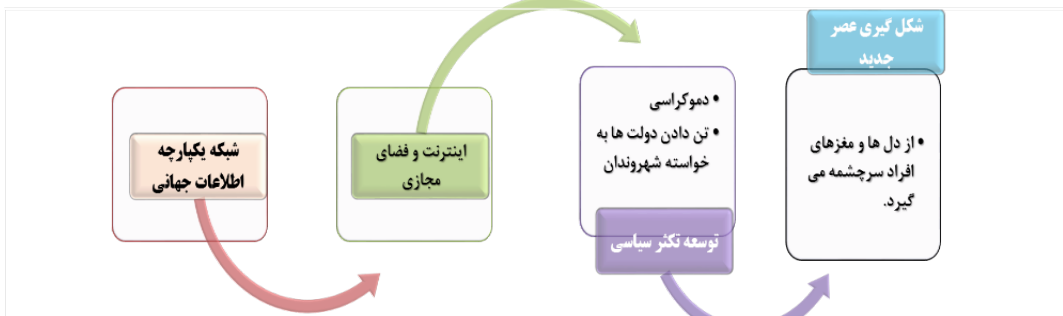 شبکه یکپارچه
اطلاعات جهانی
اینترنت و فضای
مجازی
• دموکراسی
• تن دادن دولت ها به
خواسته شهروندان
توسعه تکثر سیاسی
شکل گیری عصر
جدید
• از دل ها و مغزهای
افراد سرچشمه می
گیرد.